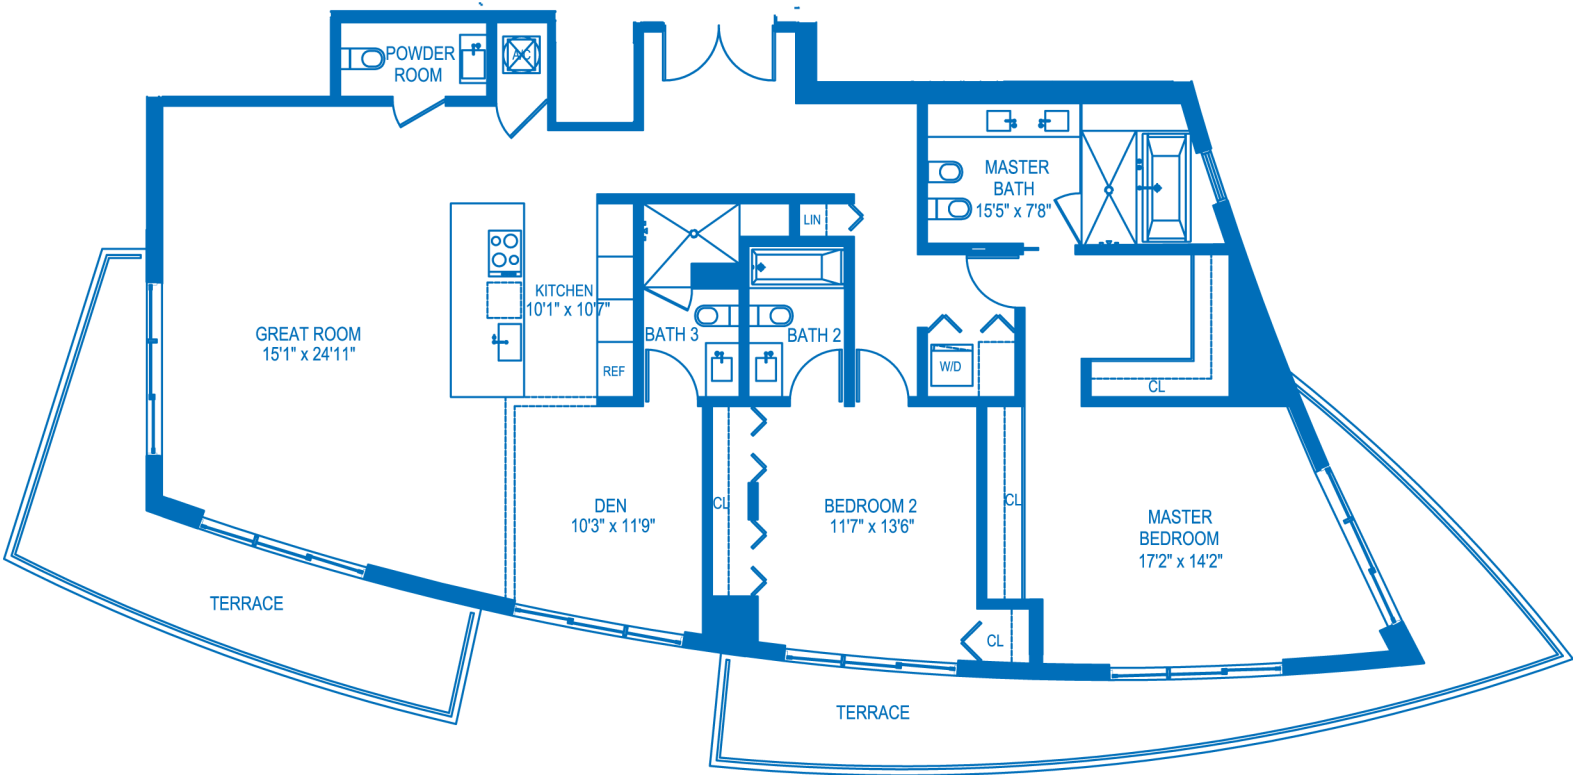 POWDER
ROOM
A/C
MASTER
BATH
15'5" x 7'8"
LIN
KITCHEN
10'1" x 10'7"
GREAT ROOM
15'1" x 24'11"
BATH 3
BATH 2
REF
W/D
CL
DEN
10'3" x 11'9"
CL
BEDROOM 2
11'7" x 13'6"
CL
MASTER
BEDROOM
17'2" x 14'2"
TERRACE
CL
TERRACE